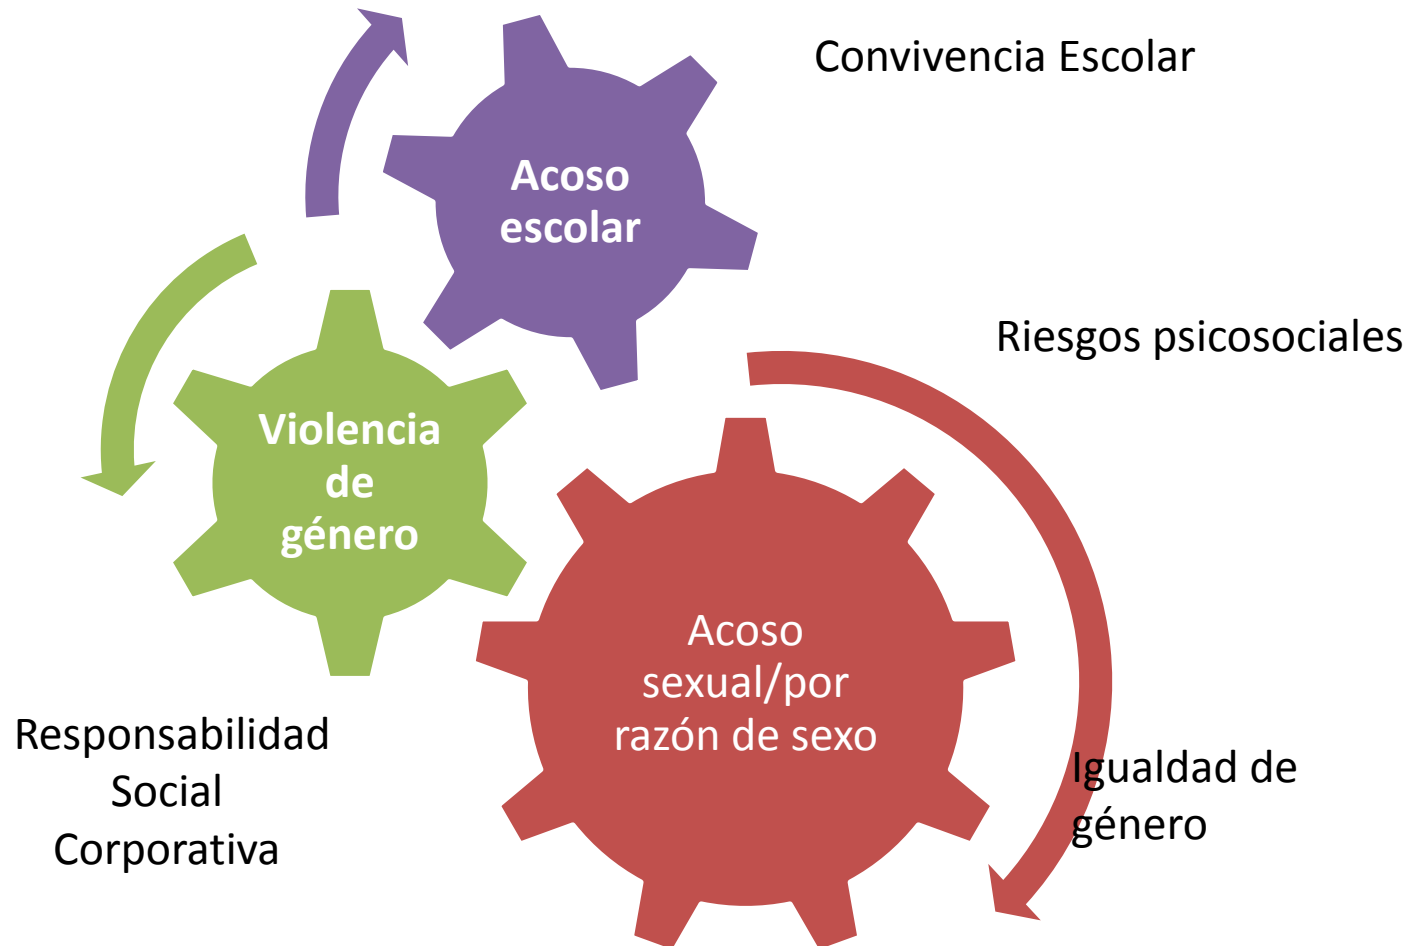 Convivencia Escolar
Acoso
escolar
Riesgos psicosociales
Violencia
de
género
Acoso
sexual/por
razón de sexo
Responsabilidad
Social
Corporativa
Igualdad de
género